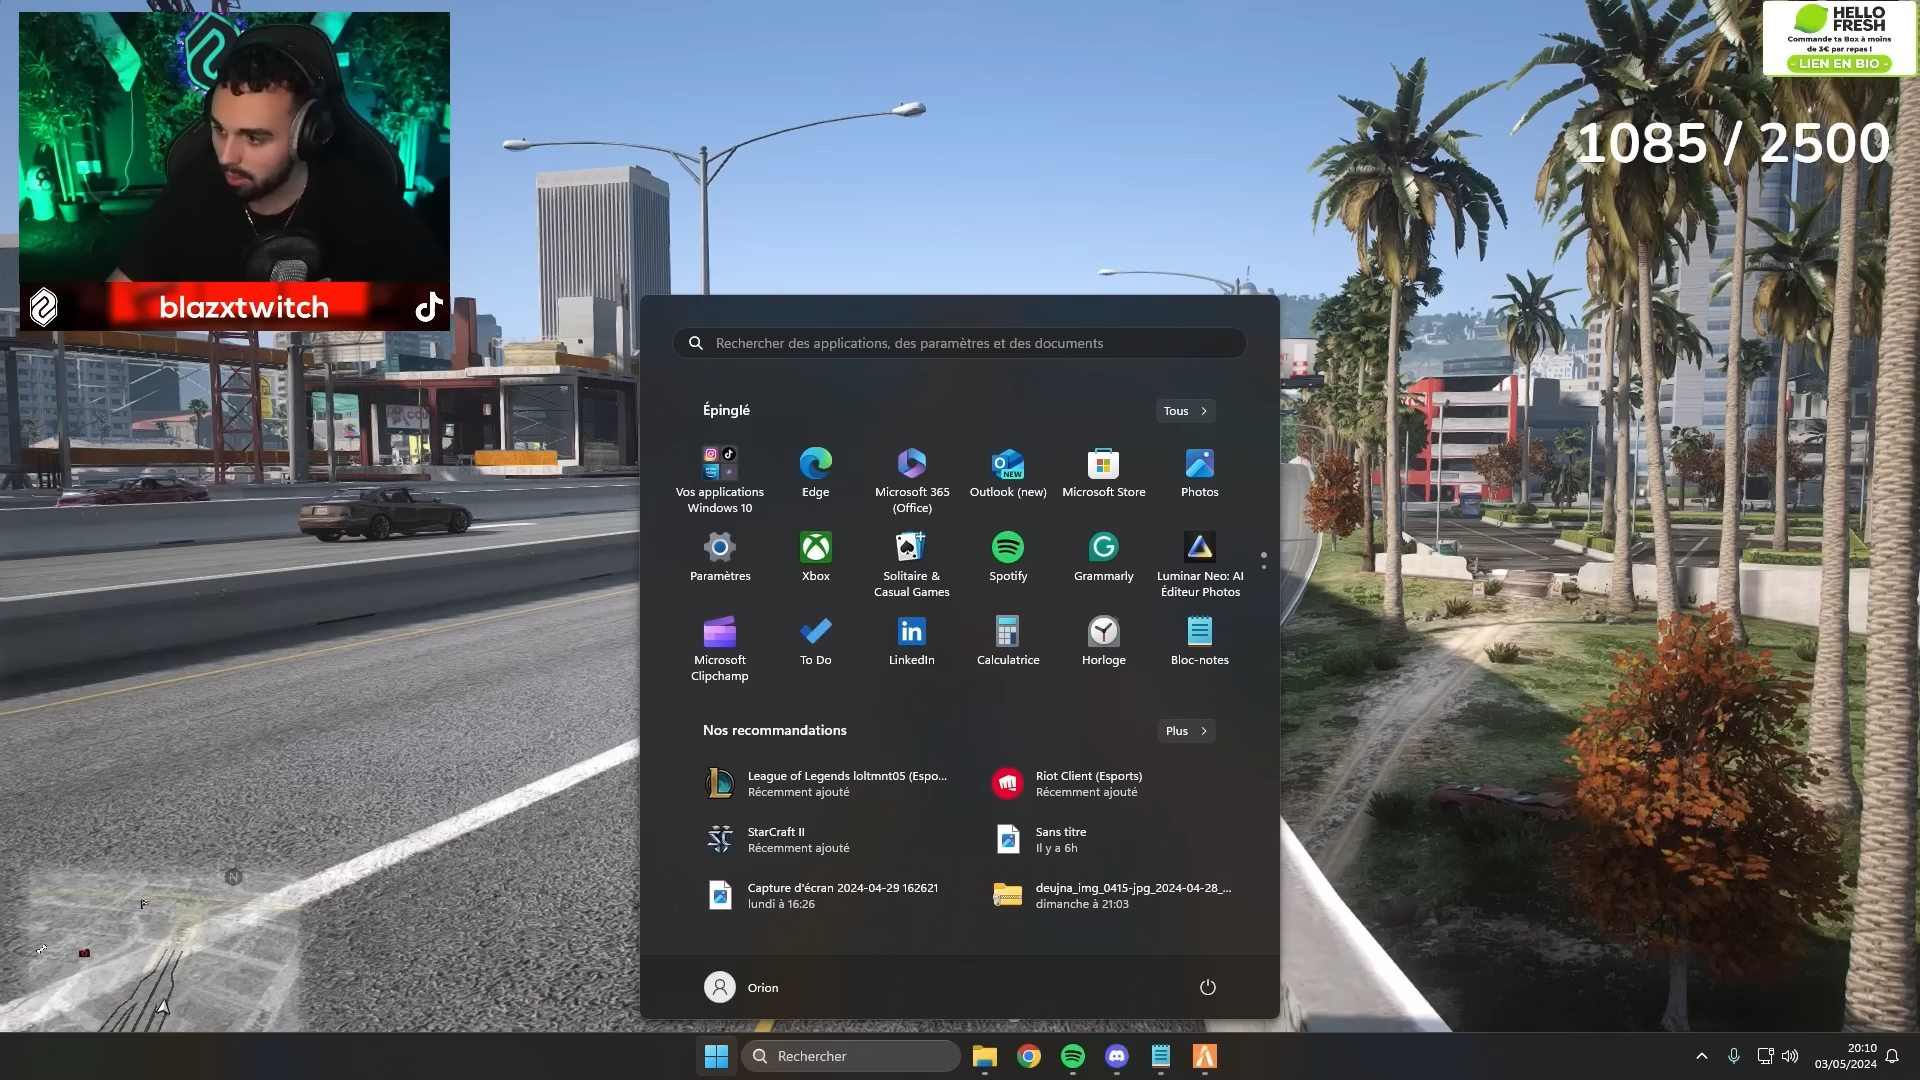 HELLO
FRESH
Commande ta Box à moins
de 3€ par repas !
- LIEN EN BIO -
1085 / 2500
blazxtwitch
Rechercher des applications, des paramètres et des documents
Épinglé
Tous
Vos applications
Windows 10
Edge
Microsoft 365
(Office)
Outlook (new)
NEW
Microsoft Store
Photos
Paramètres
Xbox
Solitaire &
Casual Games
Spotify
Grammarly
Luminar Neo: AI
Éditeur Photos
Microsoft
Clipchamp
To Do
LinkedIn
Calculatrice
Horloge
Bloc-notes
Nos recommandations
Plus
League of Legends loltmnt05 (Espo...
Récemment ajouté
Riot Client (Esports)
Récemment ajouté
StarCraft II
Récemment ajouté
Sans titre
Il y a 6h
Capture d'écran 2024-04-29 162621
lundi à 16:26
deujna_img_0415-jpg_2024-04-28_...
dimanche à 21:03
Orion
N
Rechercher
20:10
03/05/2024